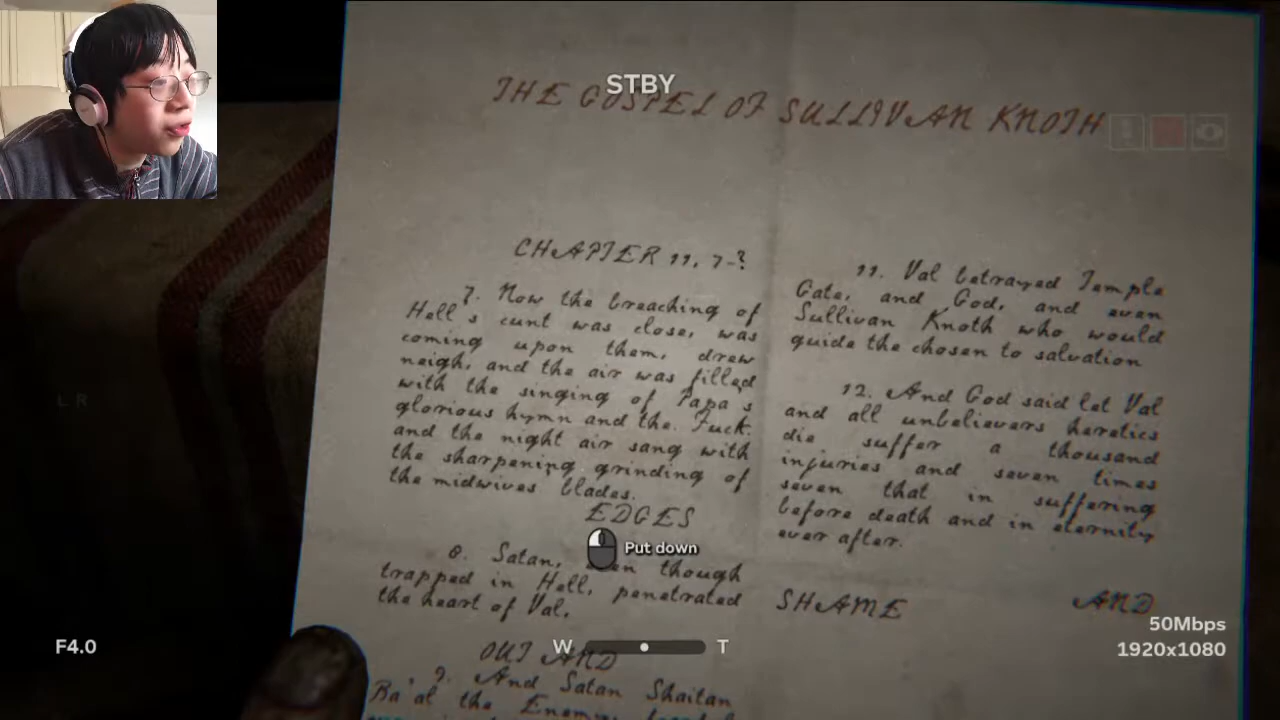 STBY
THE GOSPEL OF SULLIVAN KNOTH
CHAPTER 11, 7-?
7. Now the breaching of
Hell's cunt was close, was
coming upon them, drew
neigh, and the air was filled
with the singing of Papa's
glorious hymn and the. Fuck.
and the night air sang with
the sharpening grinding of
the midwives blades.
EDGES
8. Satan, even though
trapped in Hell, penetrated
the heart of Val.
OUT AND
9. And Satan Shaitan
Ba'al the Enemy
11. Val betrayed Temple
Gate, and God, and even
Sullivan Knoth who would
guide the chosen to salvation
12. And God said let Val
and all unbelievers heretics
die suffer a thousand
injuries and seven times
seven that in suffering
before death and in eternity
ever after.
SHAME AND
Put down
L R
F4.0
W T
50Mbps
1920x1080